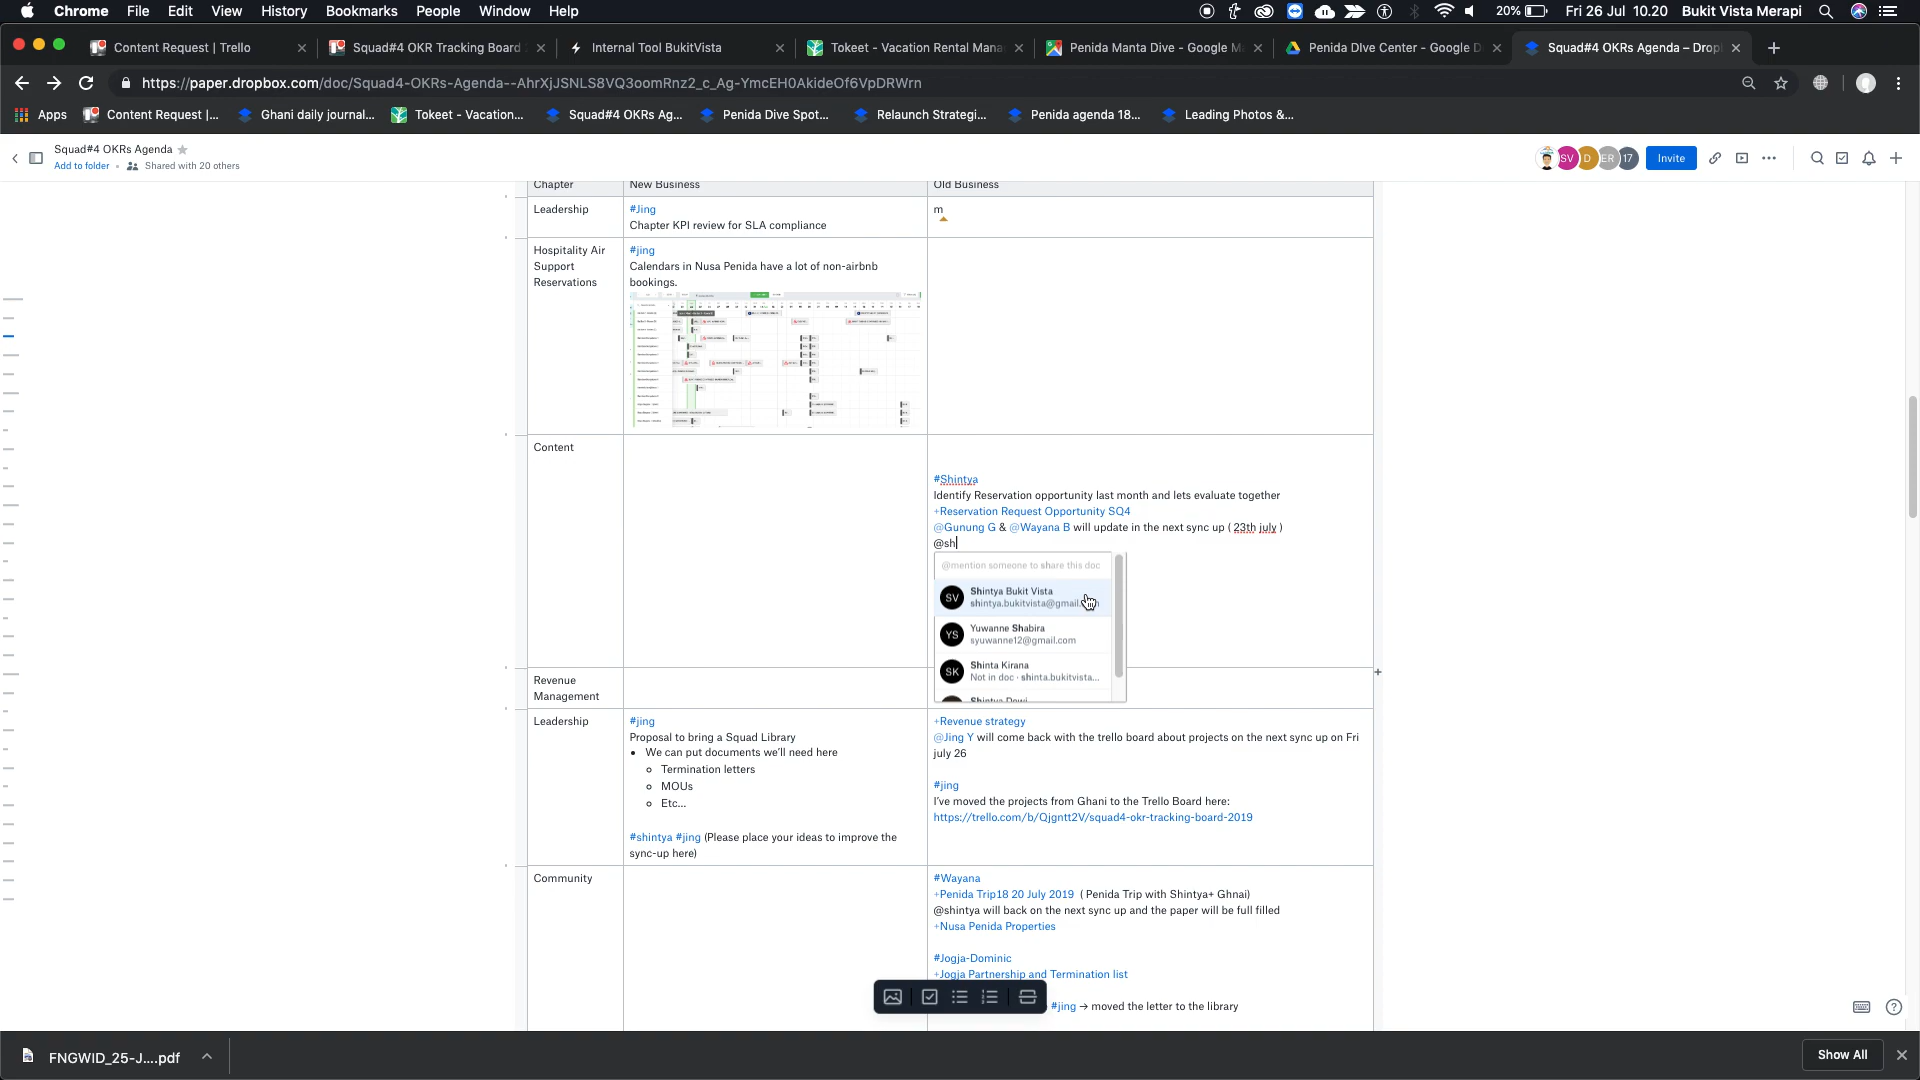 Chrome File Edit View History Bookmarks People Window Help 20% Fri 26 Jul 10.20 Bukit Vista Merapi
Content Request | Trello Squad#4 OKR Tracking Board Internal Tool BukitVista Tokeet - Vacation Rental Mana Penida Manta Dive - Google M Penida DIve Center - Google D Squad#4 OKRs Agenda – Drop
https://paper.dropbox.com/doc/Squad4-OKRs-Agenda--AhrXjJSNLS8VQ3oomRnz2_c_Ag-YmcEH0AkideOf6VpDRWrn
Apps Content Request |... Ghani daily journal... Tokeet - Vacation... Squad#4 OKRs Ag... Penida Dive Spot... Relaunch Strategi... Penida agenda 18... Leading Photos &...
Squad#4 OKRs Agenda
Add to folder • Shared with 20 others
SV D ER 17 Invite
Chapter New Business Old Business
Leadership #Jing m
Chapter KPI review for SLA compliance
Hospitality Air Support Reservations
#jing
Calendars in Nusa Penida have a lot of non-airbnb
bookings.
Content
#Shintya
Identify Reservation opportunity last month and lets evaluate together
+Reservation Request Opportunity SQ4
@Gunung G & @Wayana B will update in the next sync up ( 23th july )
@sh
@mention someone to share this doc
SV Shintya Bukit Vista
shintya.bukitvista@gmail.
YS Yuwanne Shabira
syuwanne12@gmail.com
SK Shinta Kirana
Not in doc · shinta.bukitvista...
Shintya Dewi
Revenue
Management
Leadership
#jing
Proposal to bring a Squad Library
• We can put documents we'll need here
Termination letters
MOUs
Etc...
#shintya #jing (Please place your ideas to improve the
sync-up here)
+Revenue strategy
@Jing Y will come back with the trello board about projects on the next sync up on Fri
july 26
#jing
I've moved the projects from Ghani to the Trello Board here:
https://trello.com/b/Qjgntt2V/squad4-okr-tracking-board-2019
Community
#Wayana
+Penida Trip18 20 July 2019 ( Penida Trip with Shintya+ Ghnai)
@shintya will back on the next sync up and the paper will be full filled
+Nusa Penida Properties
#Jogja-Dominic
+Jogja Partnership and Termination list
#jing → moved the letter to the library
FNGWID_25-J....pdf Show All